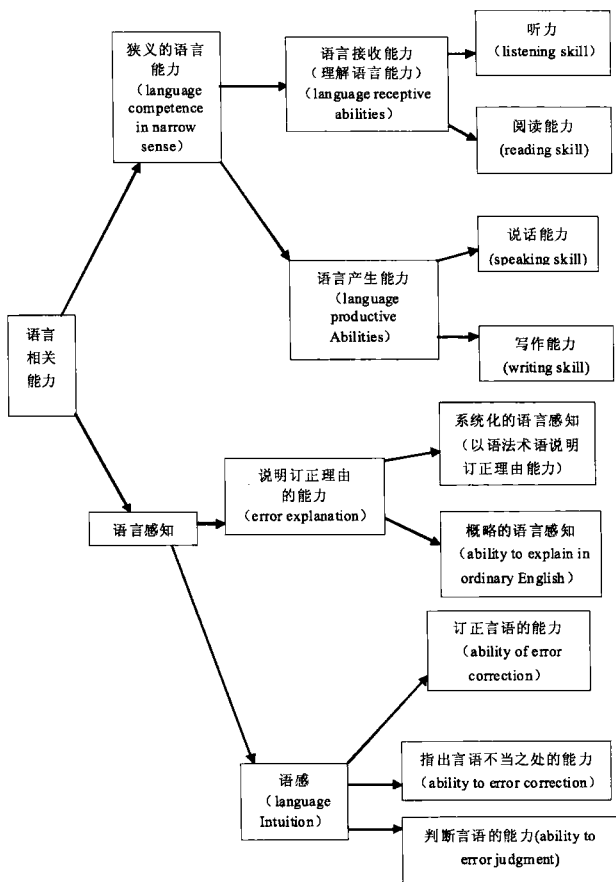 狭义的语言
能力
（language
competence
in narrow
sense）
语言接收能力
（理解语言能力）
（language receptive
abilities）
听力
（listening skill）
阅读能力
(reading skill)
语言产生能力
（language
productive
Abilities）
说话能力
(speaking skill)
写作能力
(writing skill)
语言
相关
能力
语言感知
说明订正理由
的能力
（error explanation）
系统化的语言感知
（以语法术语说明
订正理由能力）
概略的语言感知
（ability to explain in
ordinary English）
语感
（language
Intuition）
订正言语的能力
（ability of error
correction）
指出言语不当之处的能力
（ability to error correction）
判断言语的能力(ability to
error judgment)